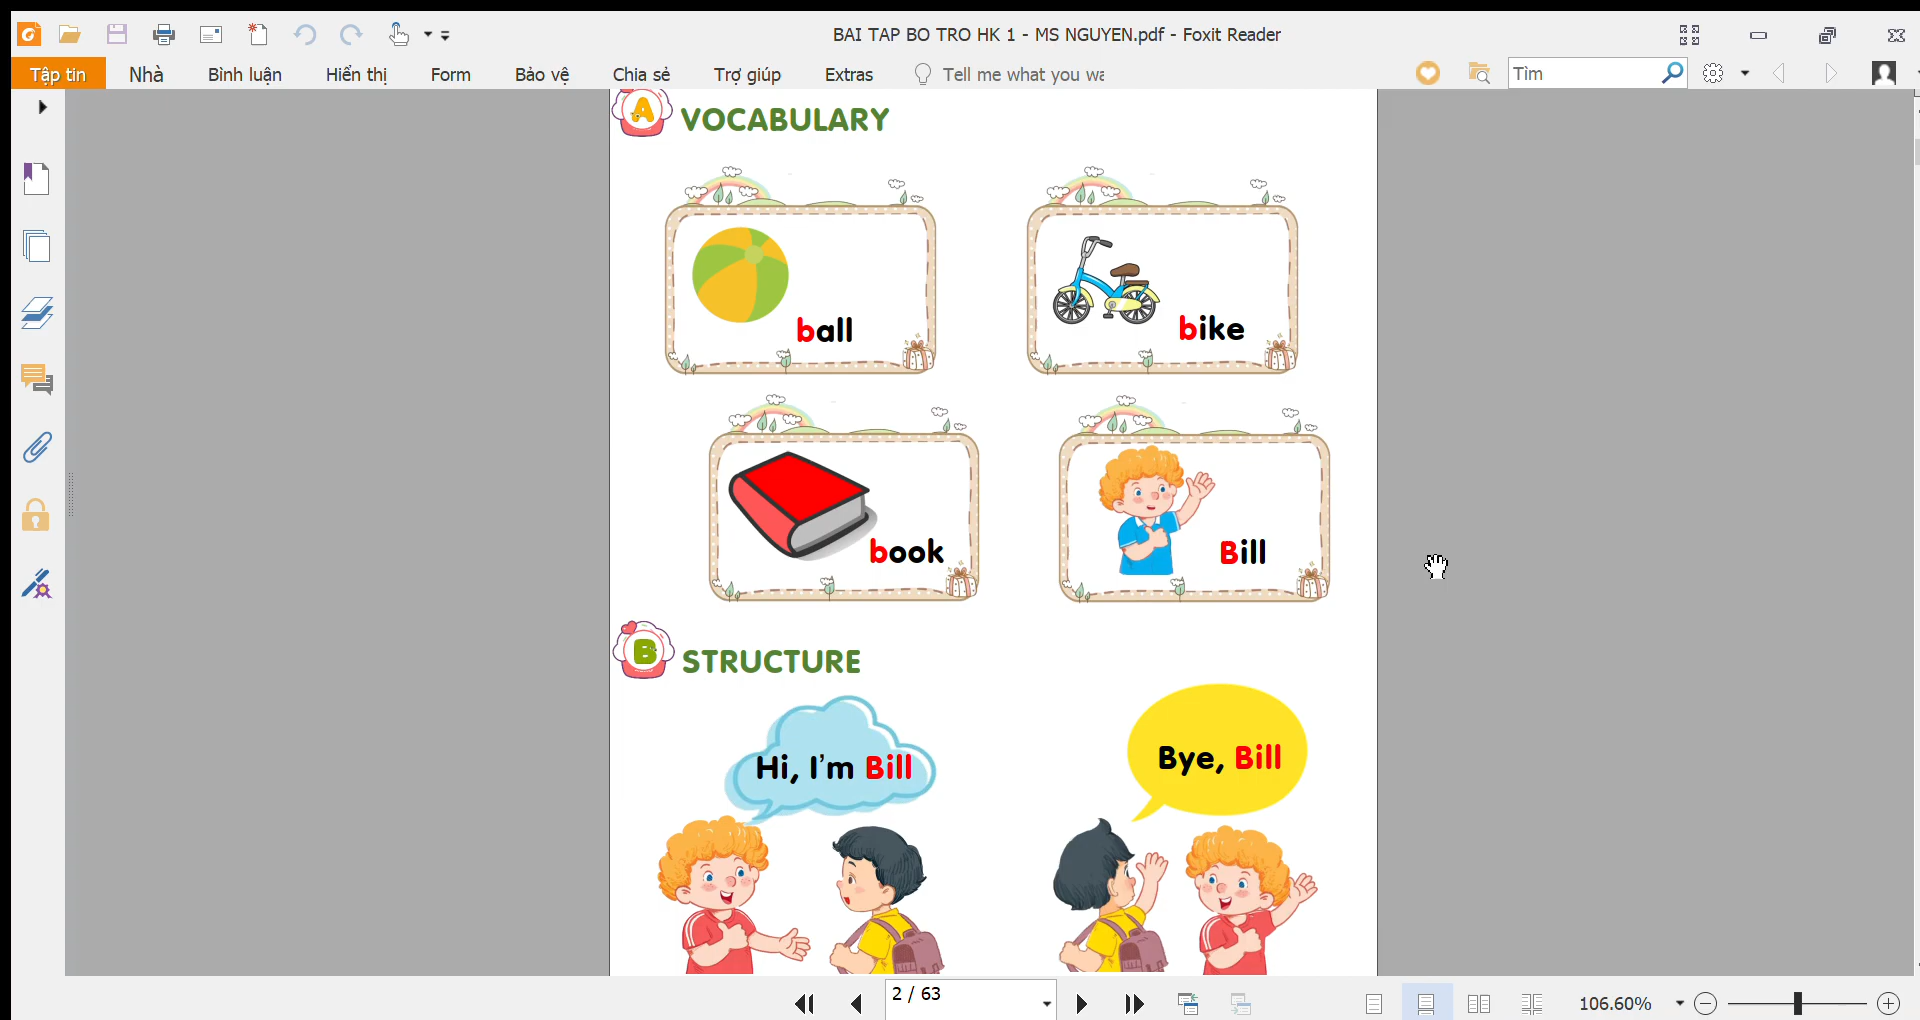 BAI TAP BO TRO HK 1 - MS NGUYEN.pdf - Foxit Reader
Tập tin Nhà Bình luận Hiển thị Form Bảo vệ Chia sẻ Trợ giúp Extras Tell me what you wa Tìm
A VOCABULARY
ball
bike
book
Bill
B STRUCTURE
Hi, I'm Bill
Bye, Bill
2 / 63
106.60%